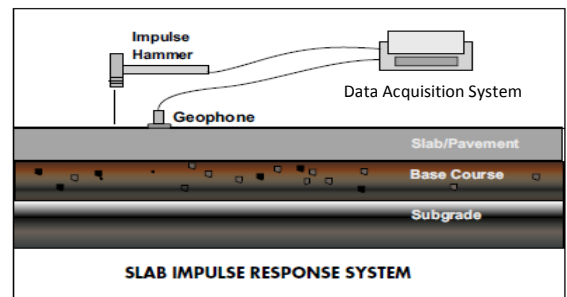 Impulse
Hammer
Data Acquisition System
Geophone
Slab/Pavement
Base Course
Subgrade
SLAB IMPULSE RESPONSE SYSTEM